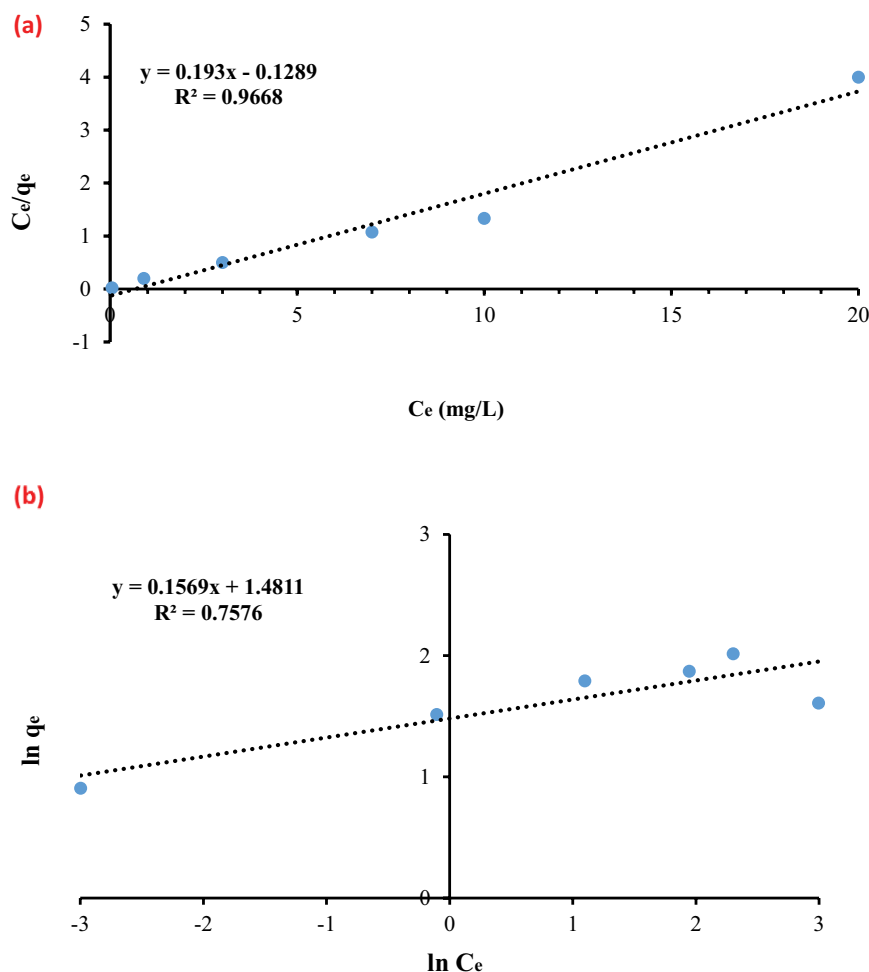 (a)
y = 0.193x - 0.1289
R² = 0.9668
5
4
3
2
1
0
-1
0
5
10
15
20
Ce/qe
Ce (mg/L)
(b)
y = 0.1569x + 1.4811
R² = 0.7576
3
2
1
0
-3
-2
-1
0
1
2
3
ln qe
ln Ce